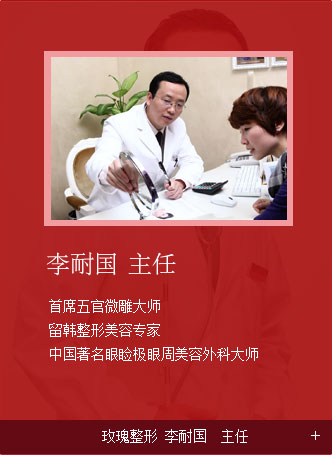 李耐国 主任
首席五官微雕大师
留韩整形美容专家
中国著名眼睑极眼周美容外科大师
玫瑰整形 李耐国 主任 +